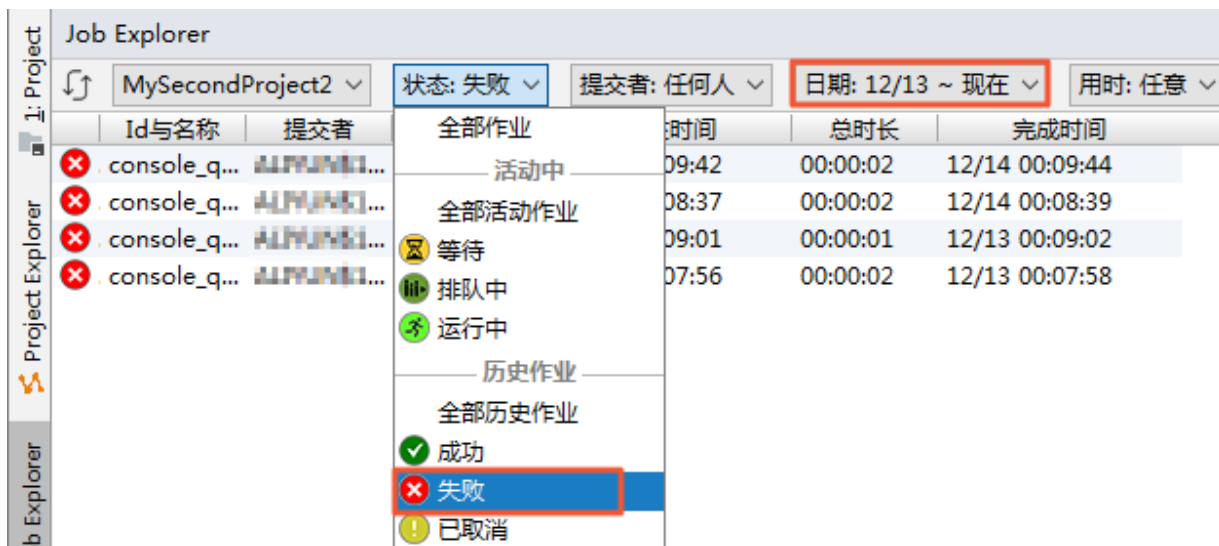 Job Explorer
MySecondProject2 状态: 失败 提交者: 任何人 日期: 12/13 ~ 现在 用时: 任意
Id与名称 提交者 时间 总时长 完成时间
console_q... ... 09:42 00:00:02 12/14 00:09:44
console_q... ... 08:37 00:00:02 12/14 00:08:39
console_q... ... 09:01 00:00:01 12/13 00:09:02
console_q... ... 07:56 00:00:02 12/13 00:07:58
全部作业
活动中
全部活动作业
等待
排队中
运行中
历史作业
全部历史作业
成功
失败
已取消
1: Project
Project Explorer
b Explorer